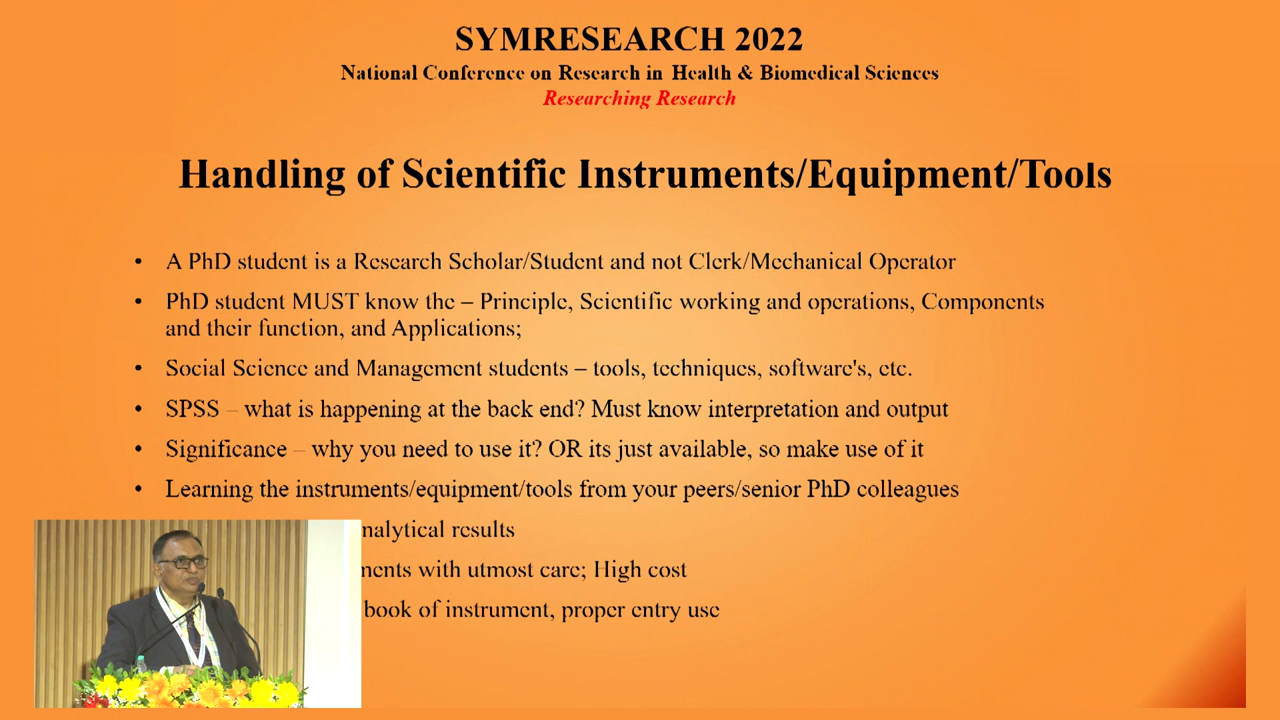 SYMRESEARCH 2022
National Conference on Research in Health & Biomedical Sciences
Researching Research
Handling of Scientific Instruments/Equipment/Tools
• A PhD student is a Research Scholar/Student and not Clerk/Mechanical Operator
• PhD student MUST know the – Principle, Scientific working and operations, Components
and their function, and Applications;
• Social Science and Management students – tools, techniques, software's, etc.
• SPSS – what is happening at the back end? Must know interpretation and output
• Significance – why you need to use it? OR its just available, so make use of it
• Learning the instruments/equipment/tools from your peers/senior PhD colleagues
results
with utmost care; High cost
book of instrument, proper entry use